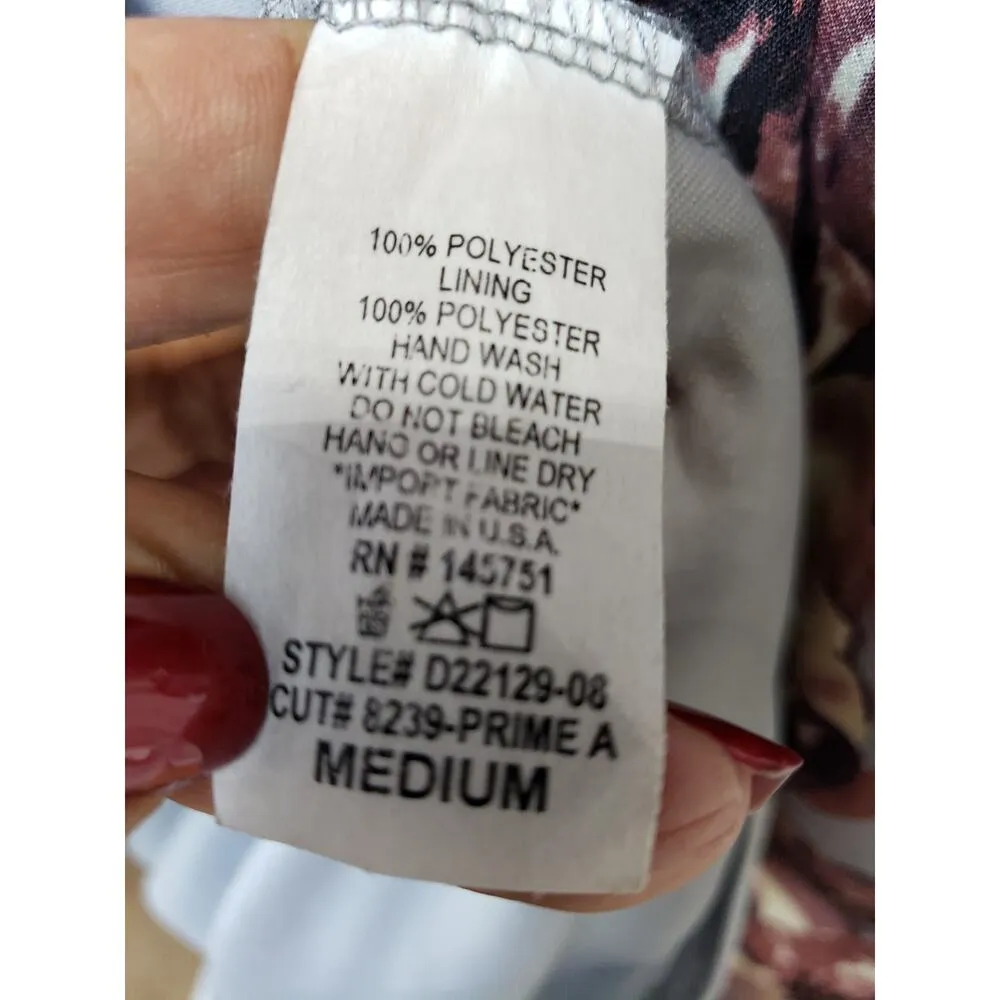 100% POLYESTER
LINING
100% POLYESTER
HAND WASH
WITH COLD WATER
DO NOT BLEACH
HAND OR LINE DRY
*IMPORT FABRIC*
MADE IN U.S.A.
RN # 145751
STYLE# D22129-08
CUT# 8239-PRIME A
MEDIUM